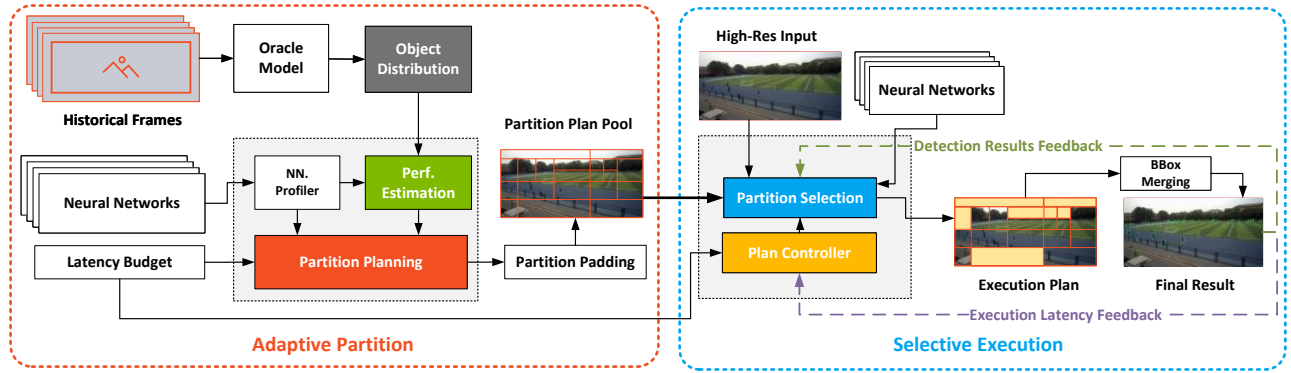 Historical Frames
Oracle
Model
Object
Distribution
Neural Networks
NN.
Profiler
Perf.
Estimation
Partition Plan Pool
Latency Budget
Partition Planning
Partition Padding
Adaptive Partition
High-Res Input
Neural Networks
Detection Results Feedback
BBox
Merging
Partition Selection
Plan Controller
Execution Plan
Final Result
Execution Latency Feedback
Selective Execution